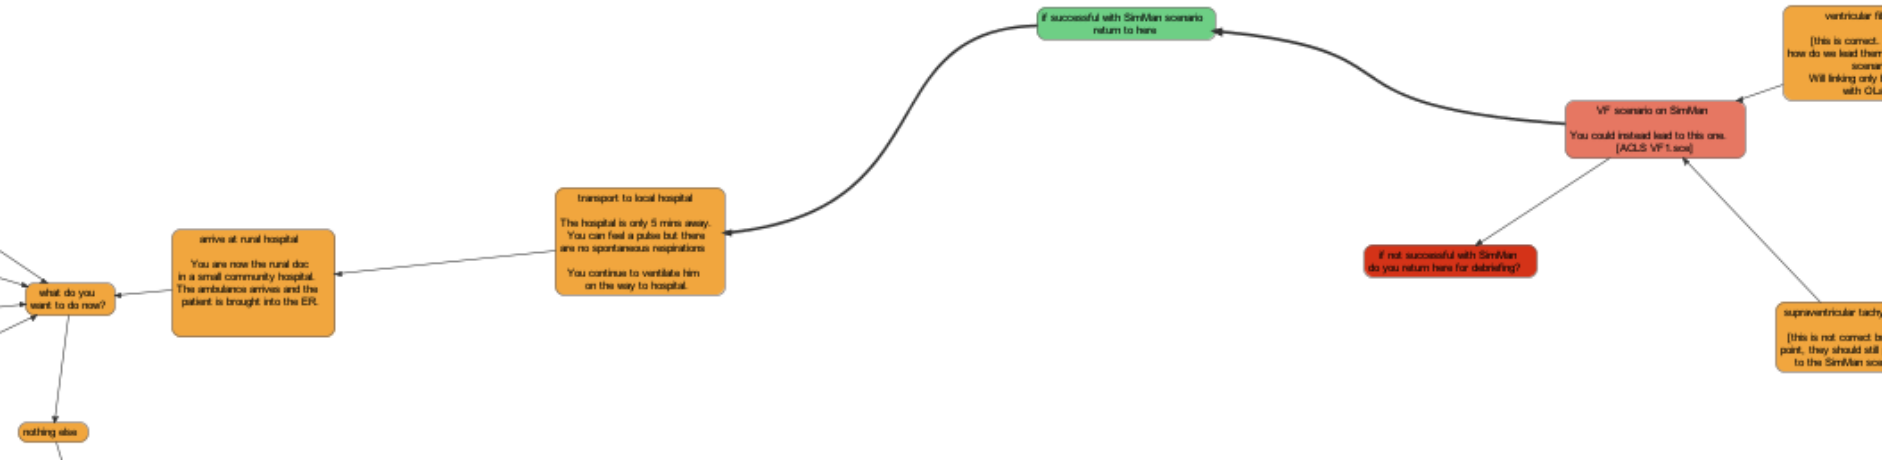 if successful with SimMan scenario
return to here
ventricular
[this is correct.
how do we lead them
Will linking only
with
VF scenario on SimMan
You could instead lead to this one.
[ACLS VF1.sce]
transport to local hospital
The hospital is only 5 mins away.
You can feel a pulse but there
are no spontaneous respirations
You continue to ventilate him
on the way to hospital.
arrive at rural hospital
You are now the rural doc
in a small community hospital.
The ambulance arrives and the
patient is brought into the ER.
if not successful with SimMan
do you return here for debriefing?
what do you
want to do now?
supraventricular
[this is not correct
point, they should still
to the SimMan
nothing else